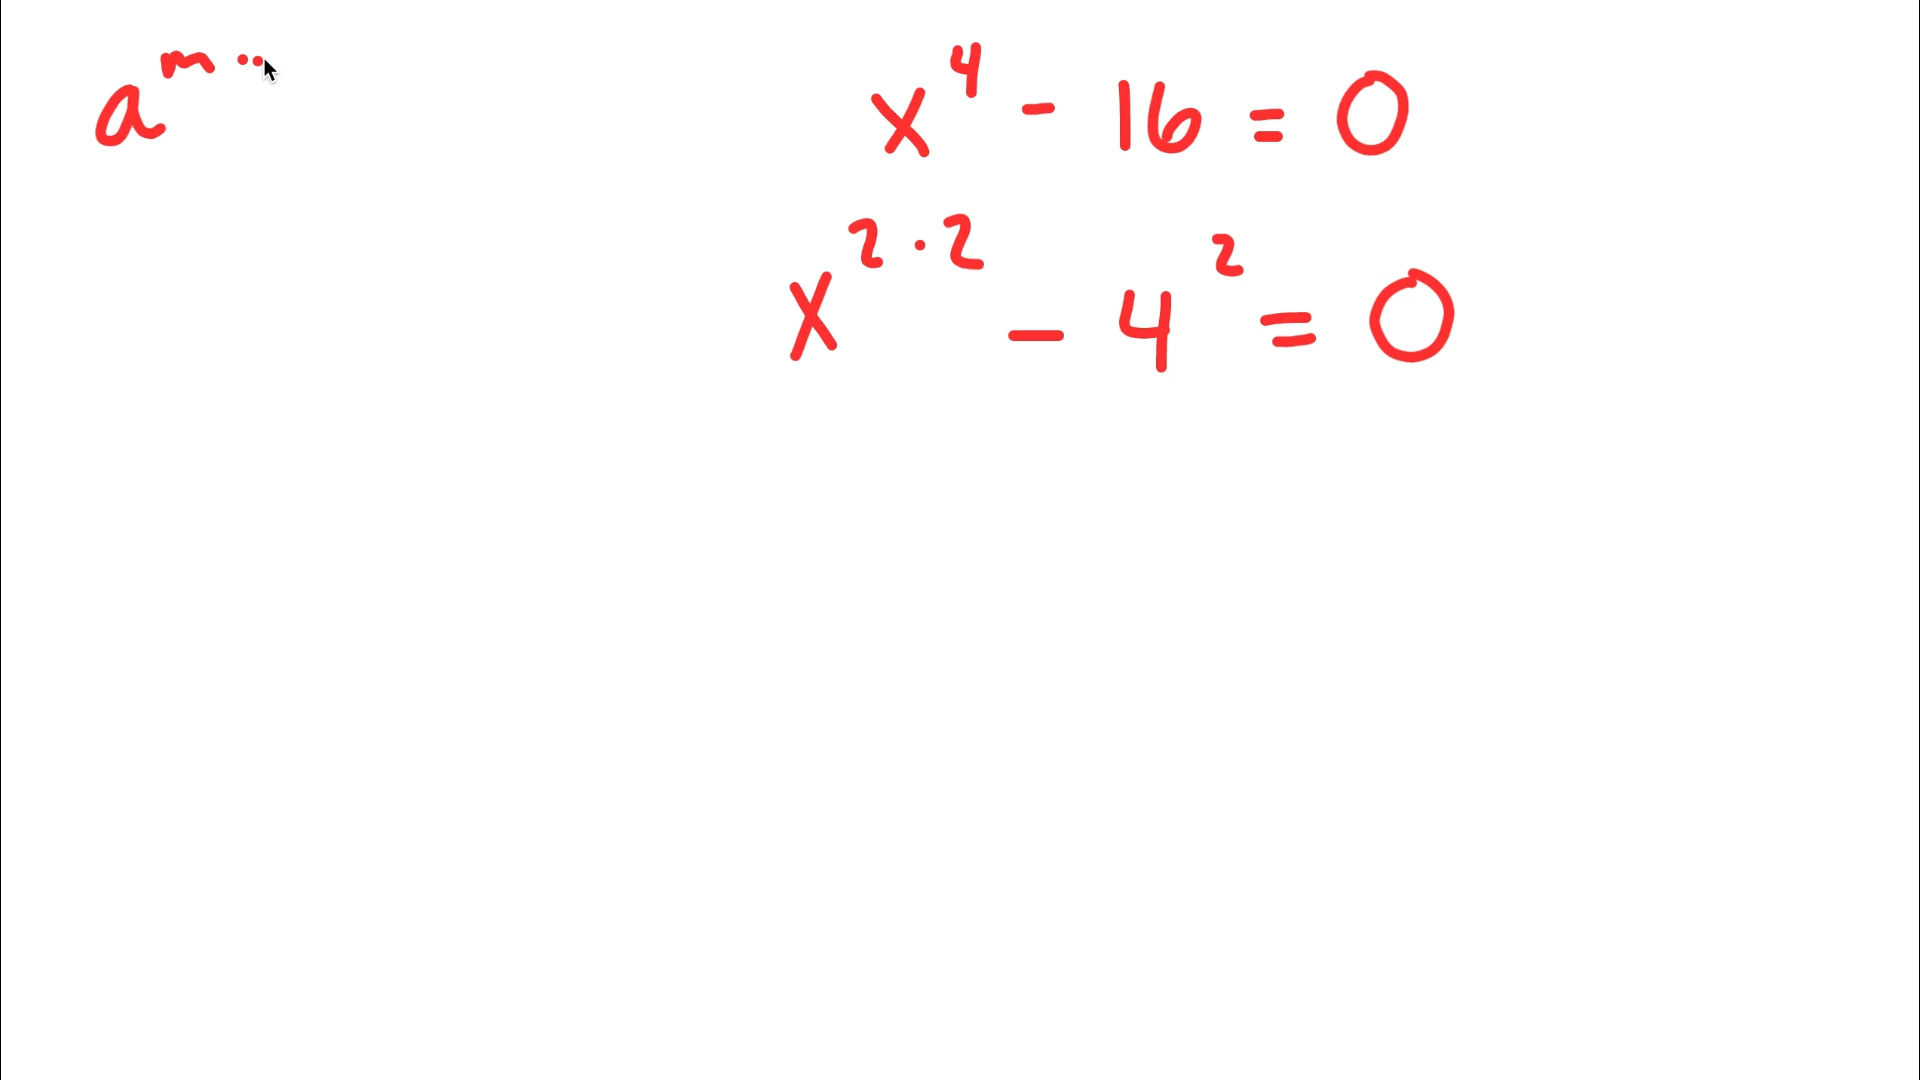 a^m ··
x^4 - 16 = 0
x^2·2 - 4^2 = 0